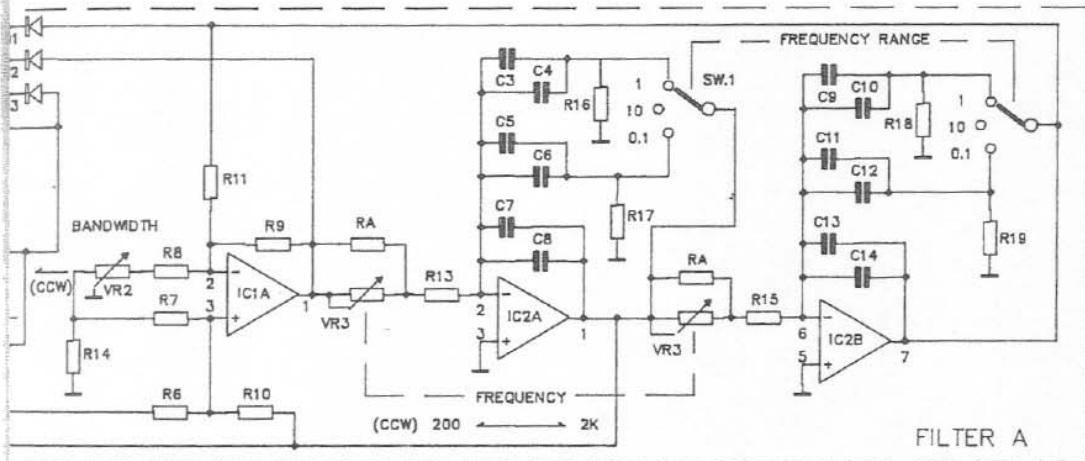 1
2
3
FREQUENCY RANGE
C3
C4
R16
1
10
0.1
SW.1
C5
C6
R17
C7
C8
C9
C10
R18
1
10
0.1
C11
C12
R19
C13
C14
R11
BANDWIDTH
R8
(CCW)
VR2
R7
R14
R9
2
3
IC1A
1
RA
VR3
R13
2
3
IC2A
1
RA
VR3
R15
6
5
IC2B
7
R6
R10
FREQUENCY
(CCW) 200
2K
FILTER A